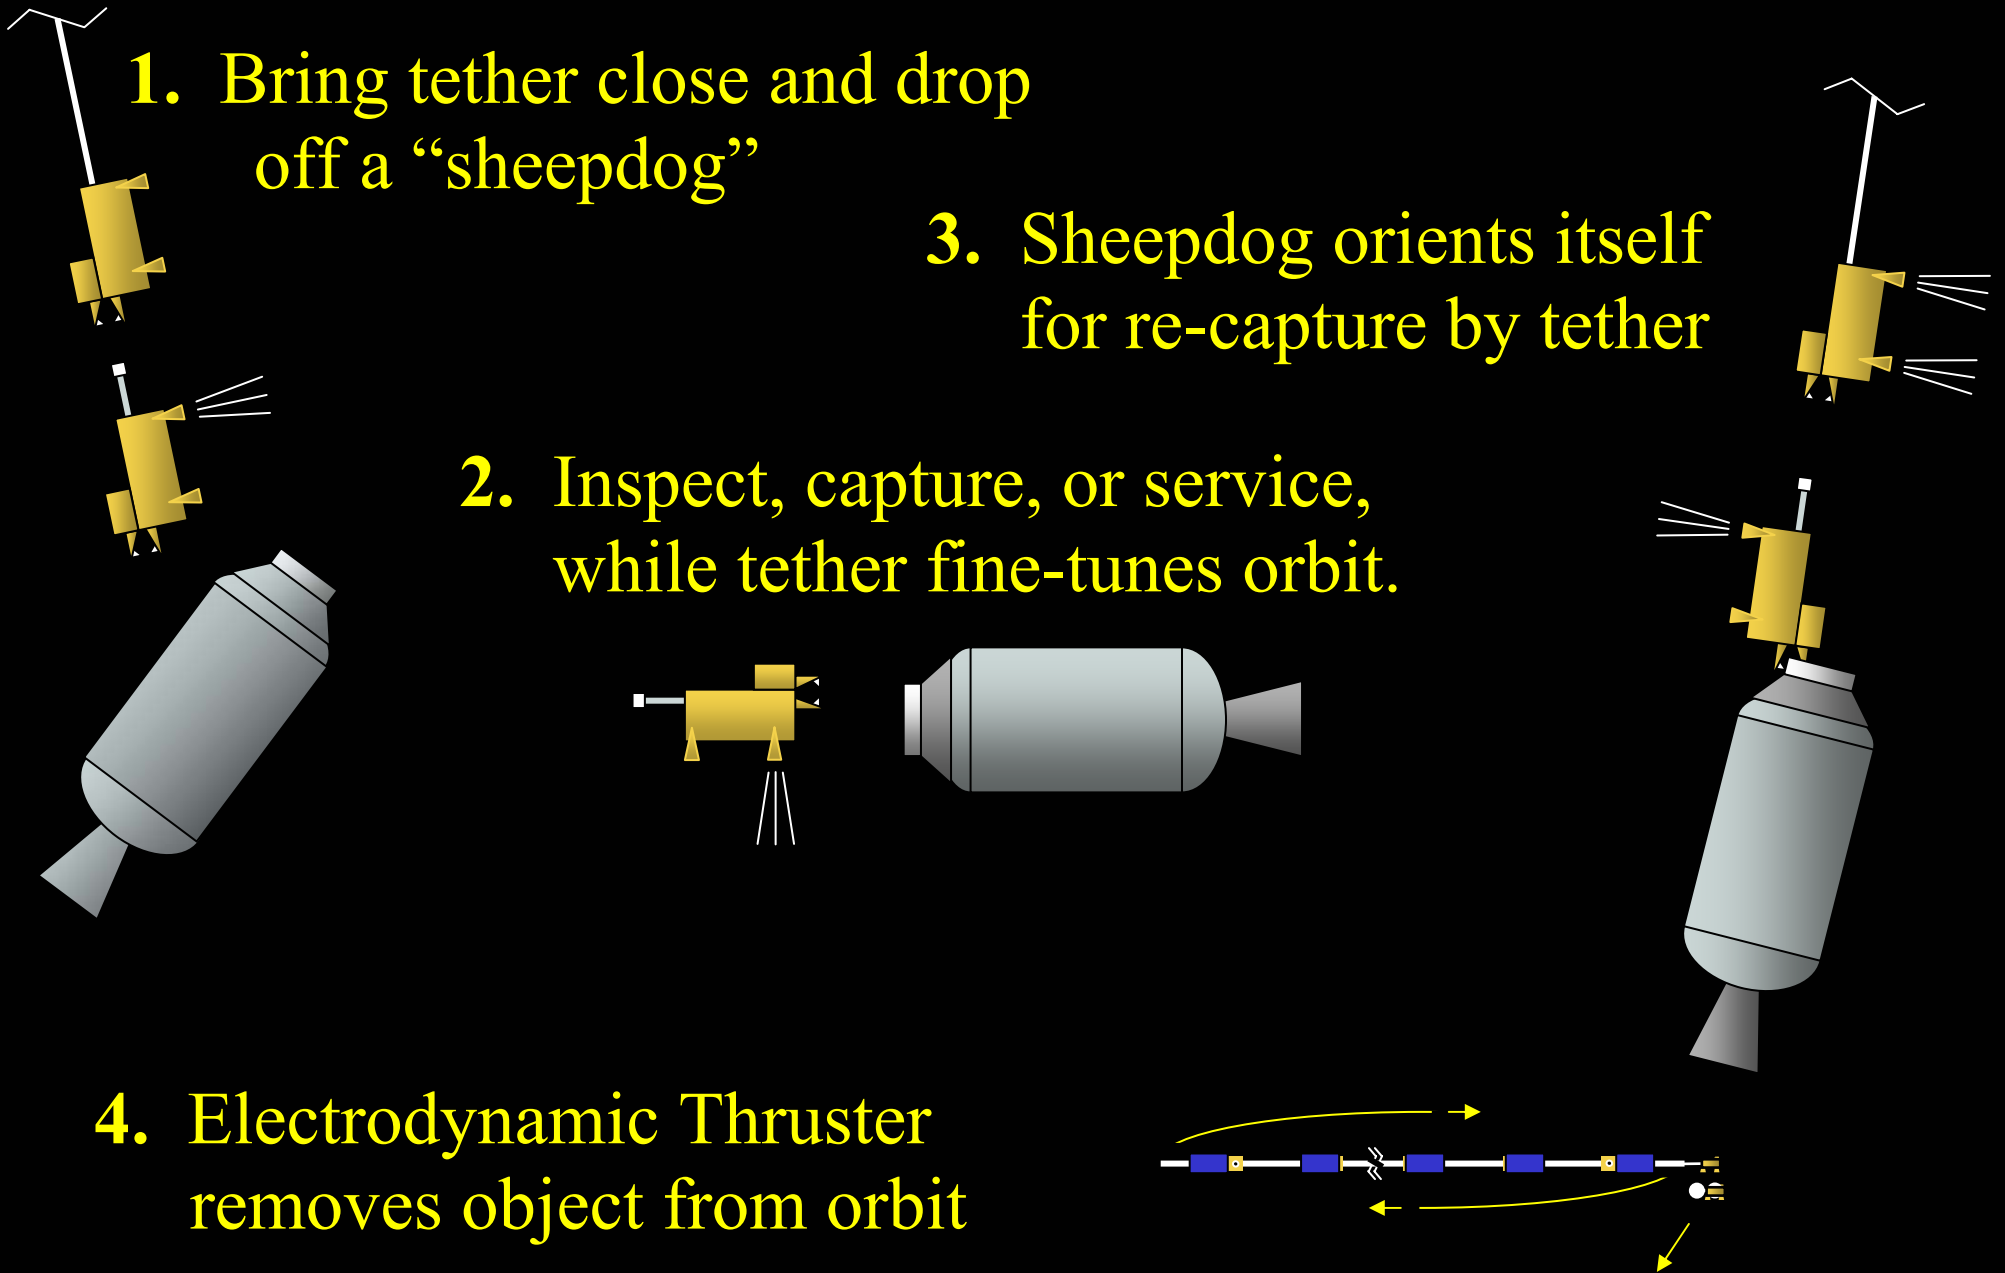 1. Bring tether close and drop
off a “sheepdog”
3. Sheepdog orients itself
for re-capture by tether
2. Inspect, capture, or service,
while tether fine-tunes orbit.
4. Electrodynamic Thruster
removes object from orbit